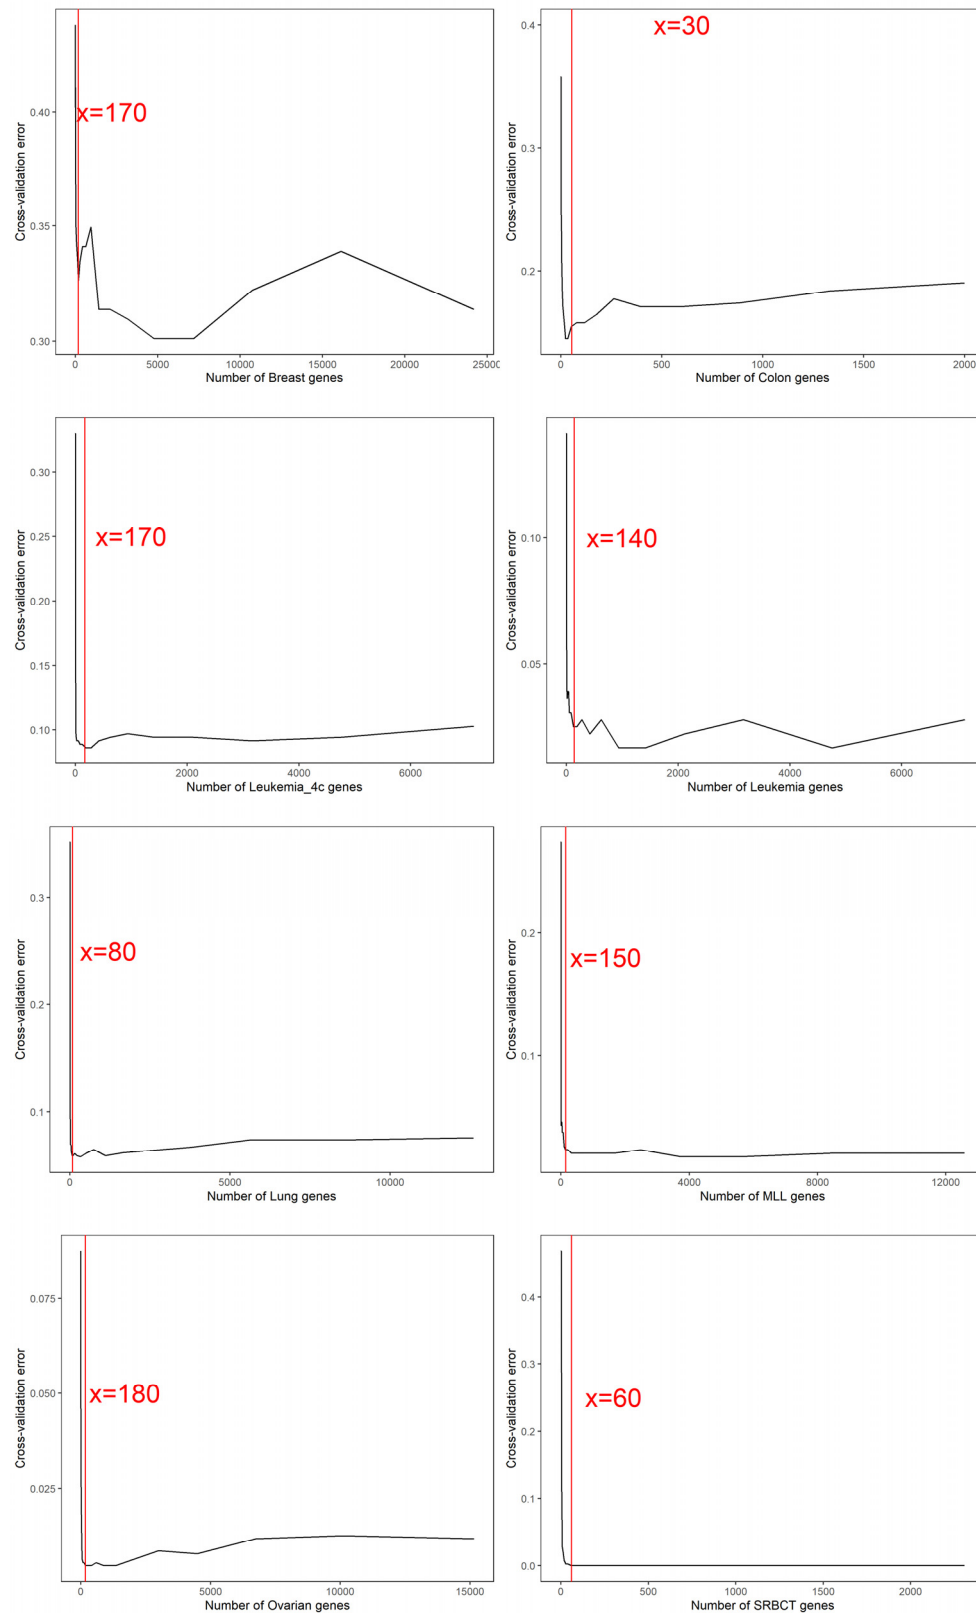 x=170
Cross-validation error
0.40
0.35
0.30
0 5000 10000 15000 20000 25000
Number of Breast genes
x=30
Cross-validation error
0.4
0.3
0.2
0 500 1000 1500 2000
Number of Colon genes
x=170
Cross-validation error
0.30
0.25
0.20
0.15
0.10
0 2000 4000 6000
Number of Leukemia_4c genes
x=140
Cross-validation error
0.10
0.05
0 2000 4000 6000
Number of Leukemia genes
x=80
Cross-validation error
0.3
0.2
0.1
0 5000 10000
Number of Lung genes
x=150
Cross-validation error
0.2
0.1
0 4000 8000 12000
Number of MLL genes
x=180
Cross-validation error
0.075
0.050
0.025
0 5000 10000 15000
Number of Ovarian genes
x=60
Cross-validation error
0.4
0.3
0.2
0.1
0.0
0 500 1000 1500 2000
Number of SRBCT genes